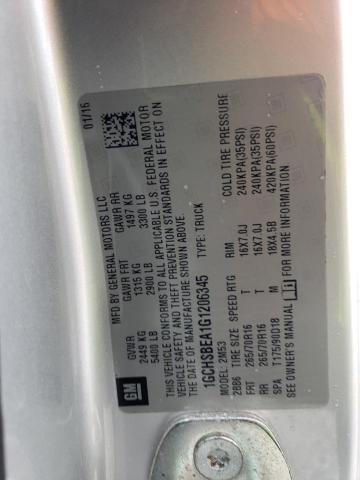 GM
MFD BY GENERAL MOTORS LLC
01/16
GVWR GAWR FRT GAWR RR
2449 KG 1315 KG 1497 KG
5400 LB 2900 LB 3300 LB
THIS VEHICLE CONFORMS TO ALL APPLICABLE U.S. FEDERAL MOTOR
VEHICLE SAFETY AND THEFT PREVENTION STANDARDS IN EFFECT ON
THE DATE OF MANUFACTURE SHOWN ABOVE.
1GCHSBEA1G1206345 TYPE: TRUCK
MODEL: 2M53
2886 TIRE SIZE SPEED RTG RIM COLD TIRE PRESSURE
FRT 265/70R16 S 16X7.0J 240KPA(35PSI)
RR 265/70R16 S 16X7.0J 240KPA(35PSI)
SPA T175/90D18 M 18X4.5B 420KPA(60PSI)
SEE OWNER'S MANUAL FOR MORE INFORMATION